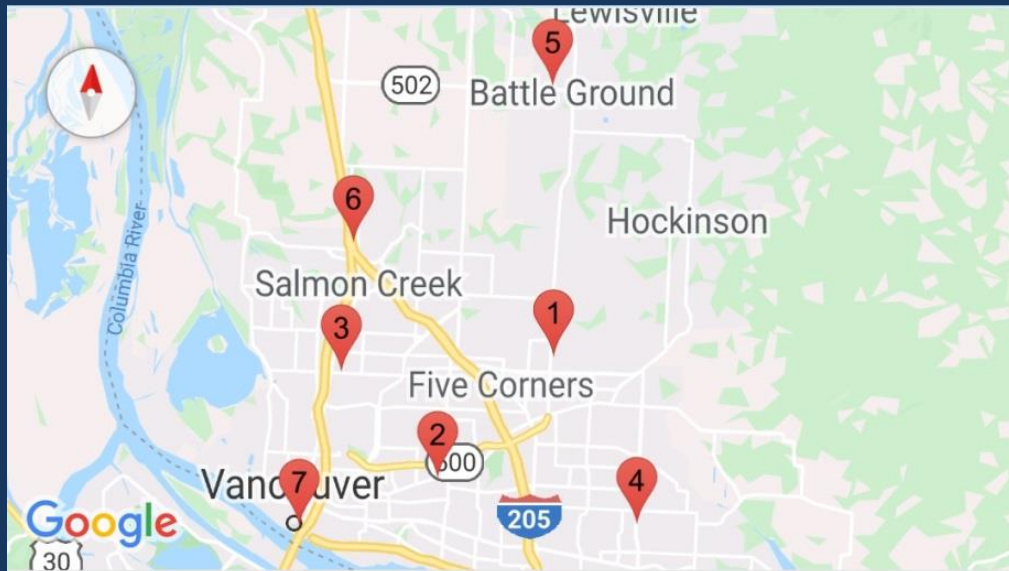 Lewisville
5
502
Battle Ground
6
Hockinson
Columbia River
Salmon Creek
1
3
Five Corners
2
500
7
Vancouver
4
Google
205
30